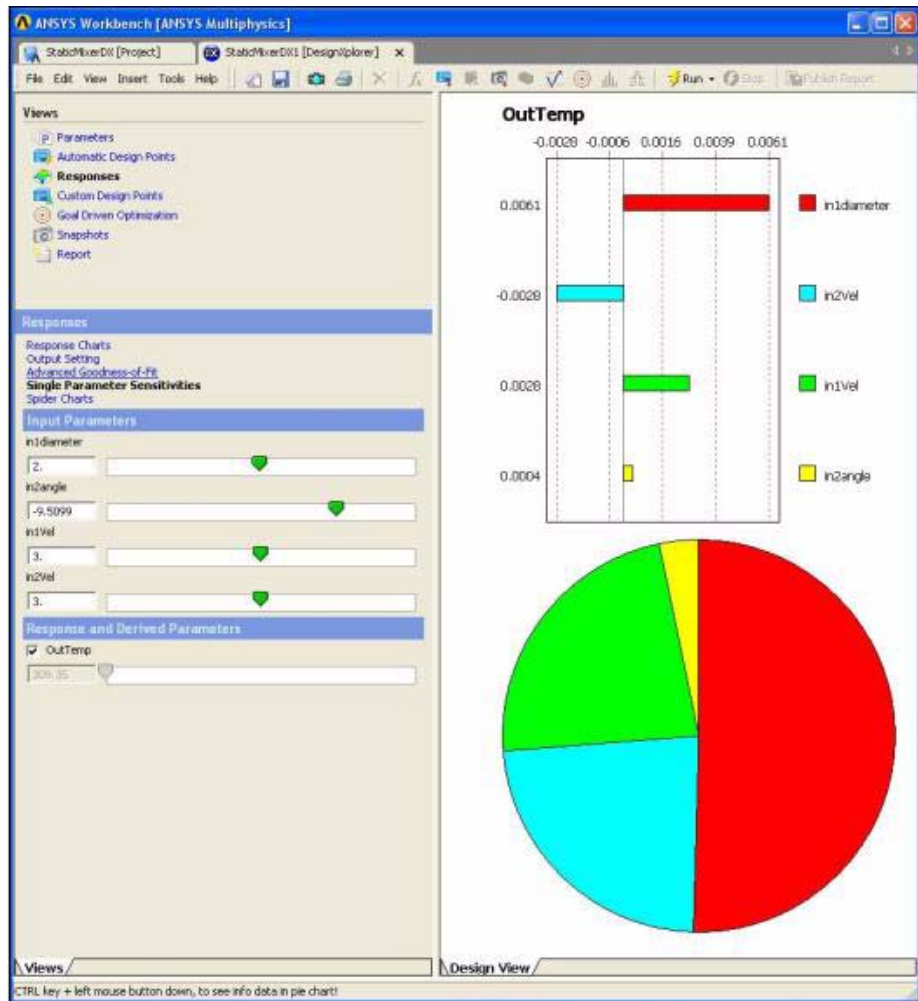 ANSYS Workbench [ANSYS Multiphysics]
StaticMixerDX [Project]
StaticMixerDX1 [DesignXplorer]
File Edit View Insert Tools Help
Run
Stop
Publish Report
Views
Parameters
Automatic Design Points
Responses
Custom Design Points
Goal Driven Optimization
Snapshots
Report
Responses
Response Charts
Output Setting
Advanced Goodness-of-Fit
Single Parameter Sensitivities
Spider Charts
Input Parameters
in1diameter
2.
in2angle
-9.5099
in1Vel
3.
in2Vel
3.
Response and Derived Parameters
OutTemp
309.35
Views
OutTemp
-0.0028 -0.0006 0.0016 0.0039 0.0061
0.0061 in1diameter
-0.0028 in2Vel
0.0028 in1Vel
0.0004 in2angle
Design View
CTRL key + left mouse button down, to see info data in pie chart!